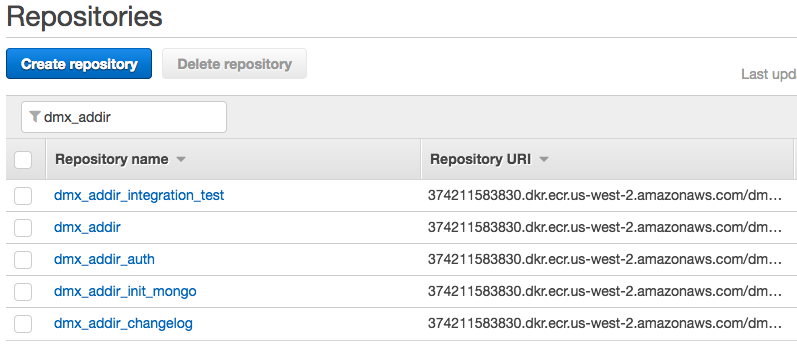 Repositories
Create repository Delete repository
Last upd
dmx_addir
Repository name Repository URI
dmx_addir_integration_test 374211583830.dkr.ecr.us-west-2.amazonaws.com/dm…
dmx_addir 374211583830.dkr.ecr.us-west-2.amazonaws.com/dm…
dmx_addir_auth 374211583830.dkr.ecr.us-west-2.amazonaws.com/dm…
dmx_addir_init_mongo 374211583830.dkr.ecr.us-west-2.amazonaws.com/dm…
dmx_addir_changelog 374211583830.dkr.ecr.us-west-2.amazonaws.com/dm…